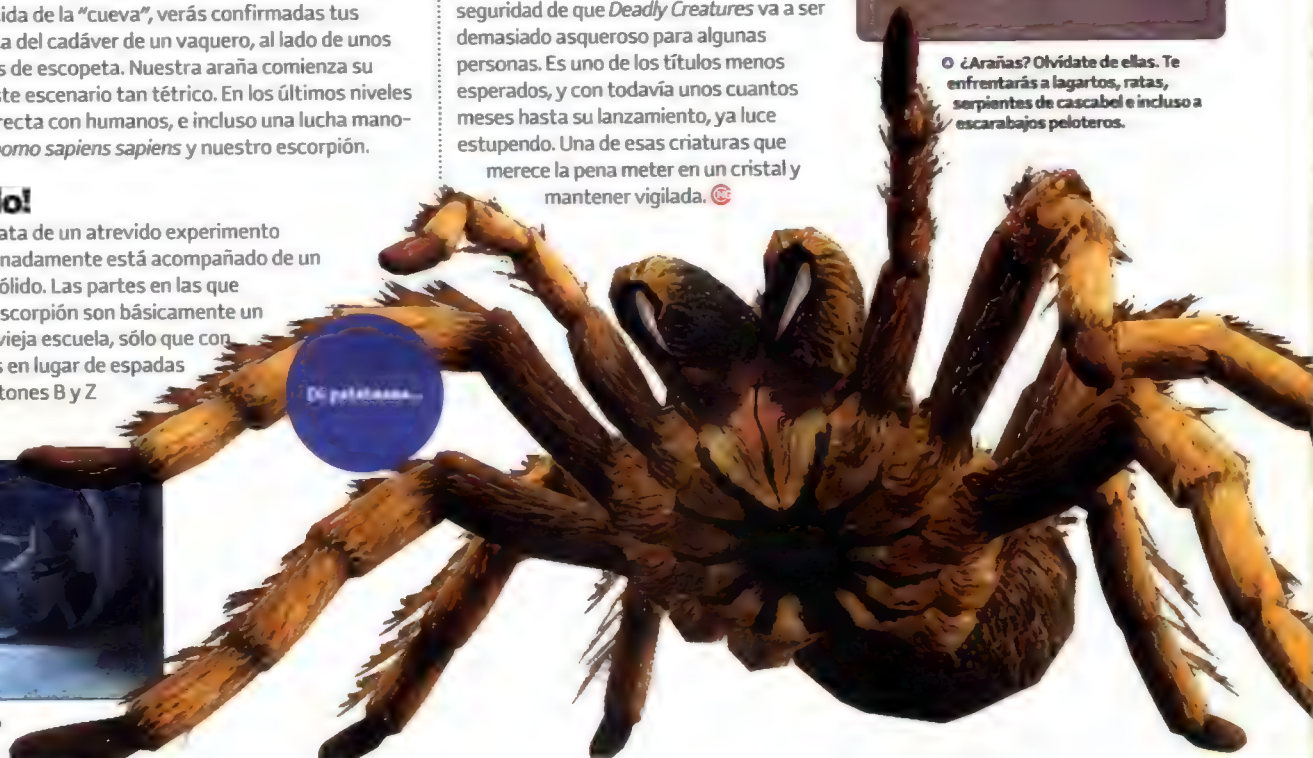 ida de la "cueva", verás confirmadas tus
a del cadáver de un vaquero, al lado de unos
s de escopeta. Nuestra araña comienza su
ste escenario tan tétrico. En los últimos niveles
recta con humanos, e incluso una lucha mano-
homo sapiens sapiens y nuestro escorpión.
lo!
ata de un atrevido experimento
nadamente está acompañado de un
ólido. Las partes en las que
scorpión son básicamente un
vieja escuela, sólo que con
s en lugar de espadas
tones B y Z
Di patataaaa...
seguridad de que Deadly Creatures va a ser
demasiado asqueroso para algunas
personas. Es uno de los títulos menos
esperados, y con todavía unos cuantos
meses hasta su lanzamiento, ya luce
estupendo. Una de esas criaturas que
merece la pena meter en un cristal y
mantener vigilada.
¿Arañas? Olvídate de ellas. Te
enfrentarás a lagartos, ratas,
serpientes de cascabel e incluso a
escarabajos peloteros.